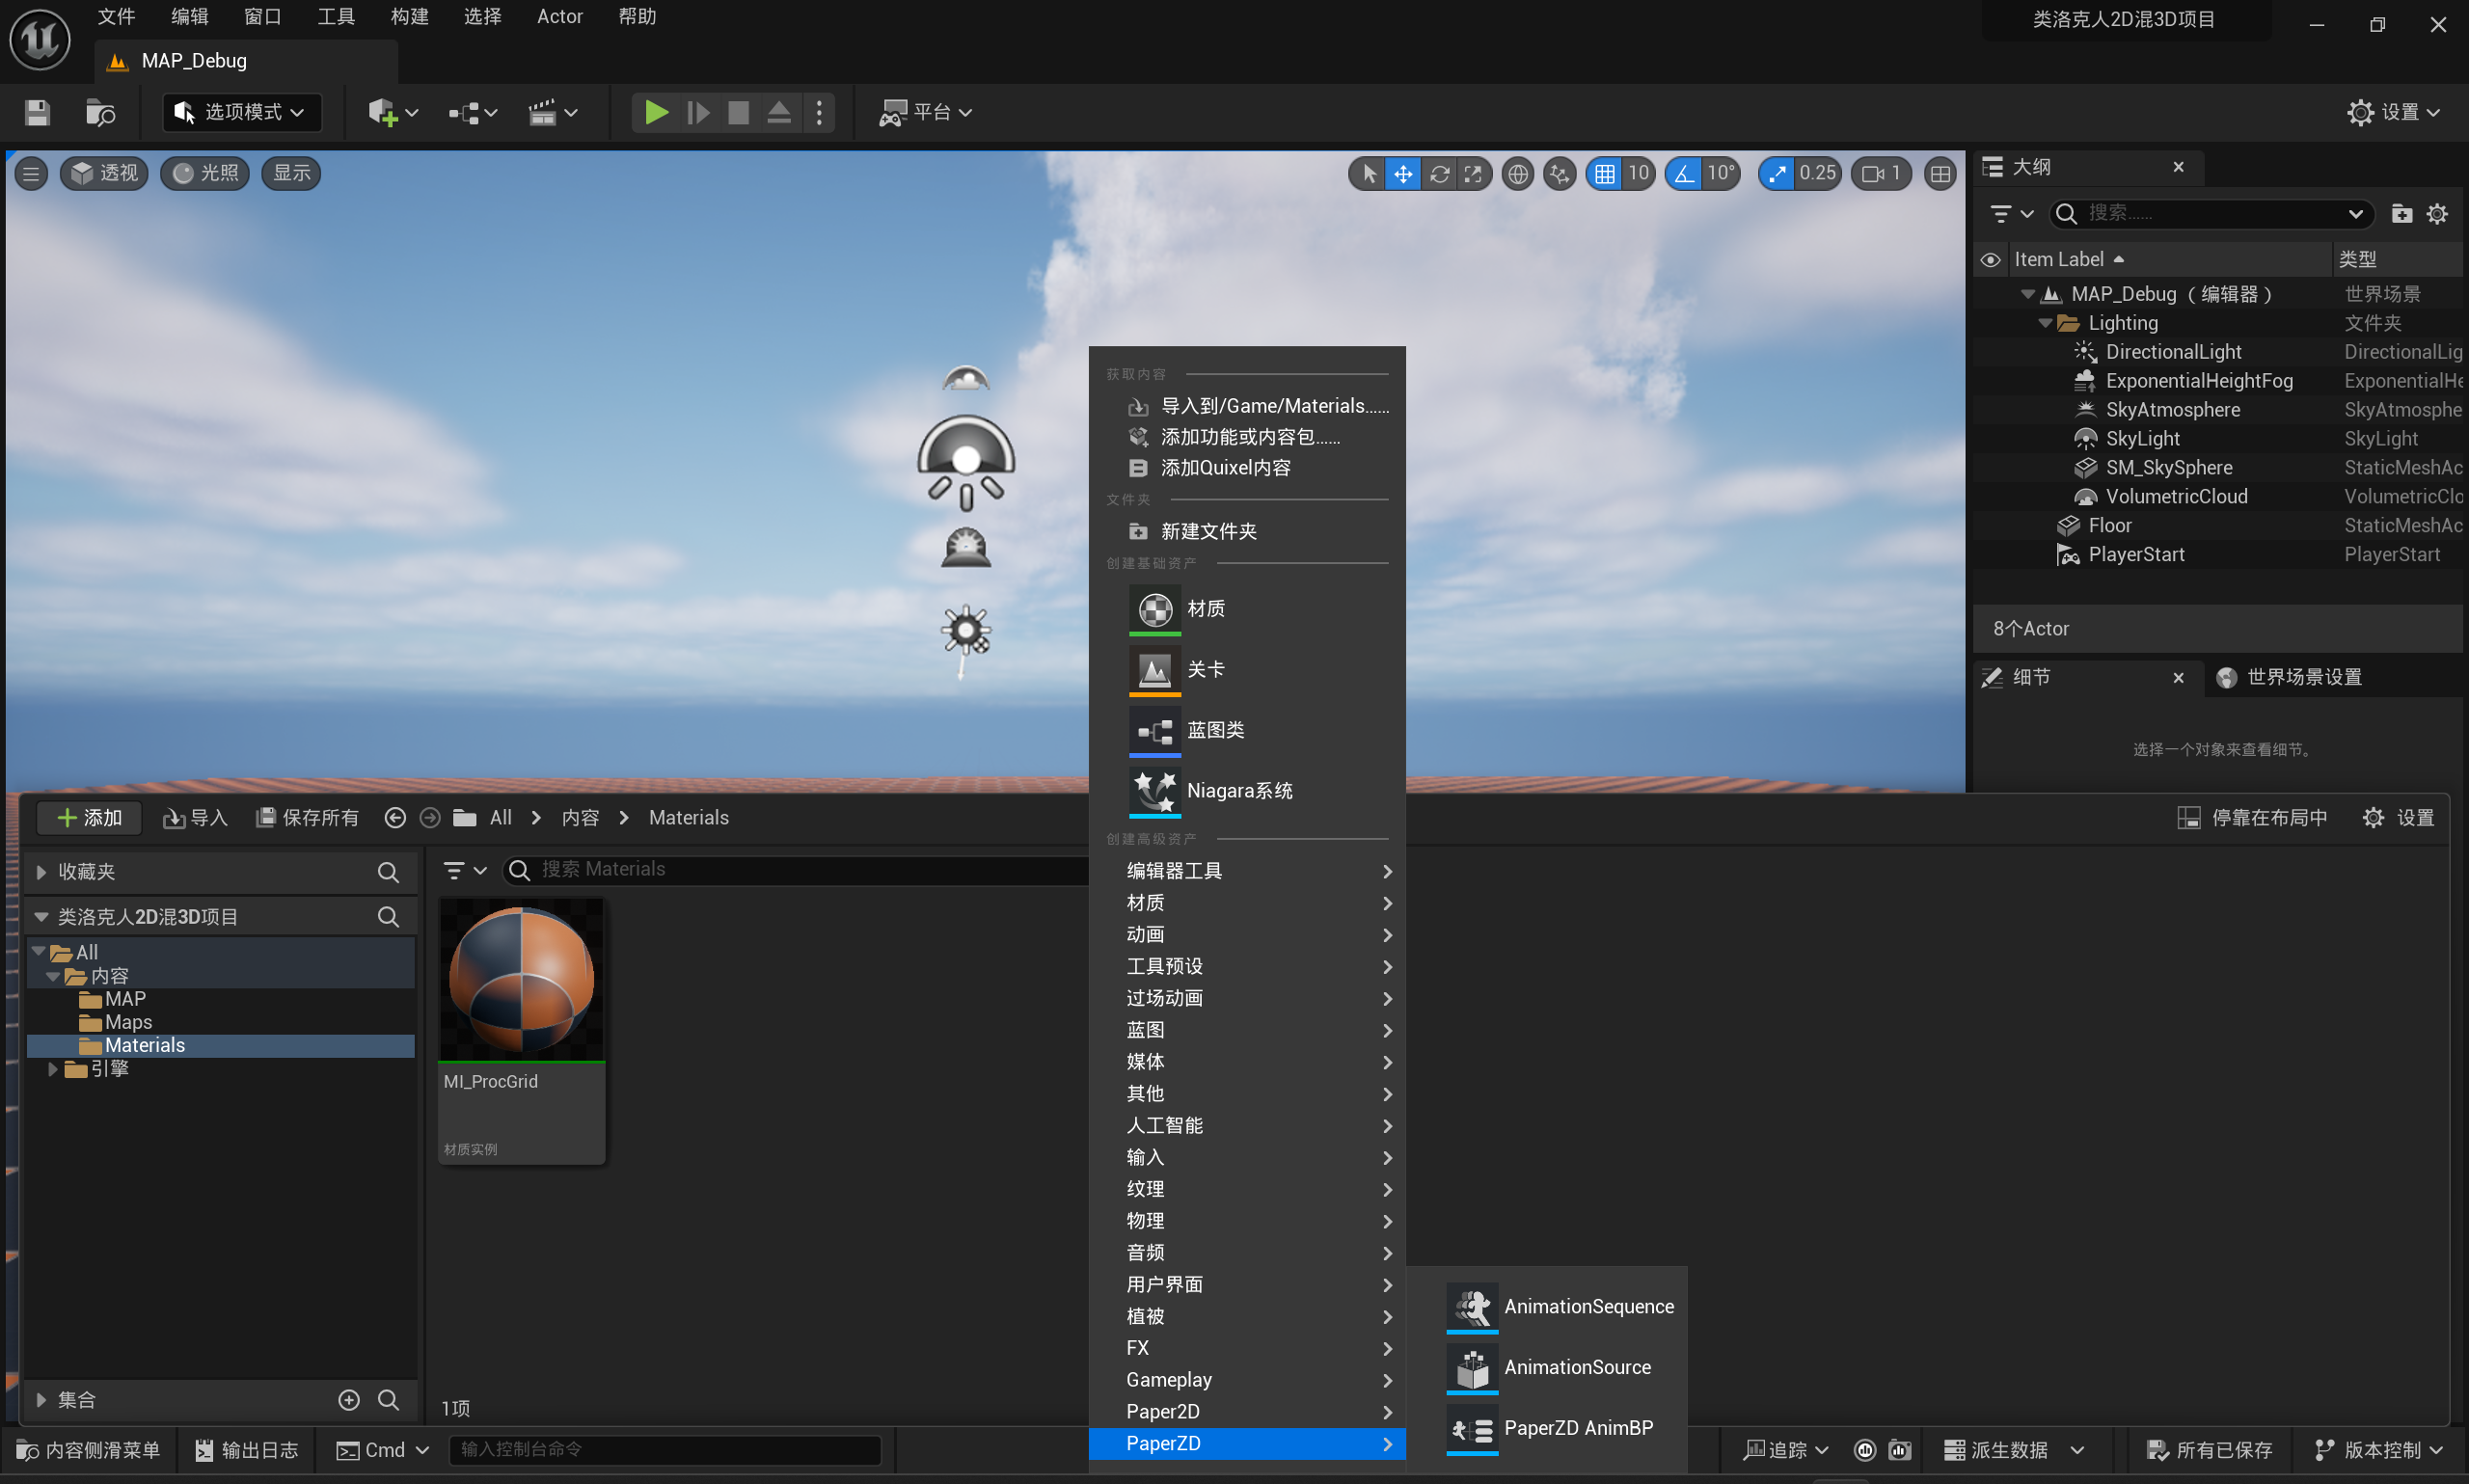 文件 编辑 窗口 工具 构建 选择 Actor 帮助 类洛克人2D混3D项目
MAP_Debug
选项模式 平台 设置
透视 光照 显示 10 10° 0.25 1
大纲
搜索......
Item Label 类型
MAP_Debug（编辑器） 世界场景
Lighting 文件夹
DirectionalLight DirectionalLig
ExponentialHeightFog ExponentialHe
SkyAtmosphere SkyAtmosphe
SkyLight SkyLight
SM_SkySphere StaticMeshAc
VolumetricCloud VolumetricClo
Floor StaticMeshAc
PlayerStart PlayerStart
8个Actor
细节 世界场景设置
选择一个对象来查看细节。
获取内容
导入到/Game/Materials......
添加功能或内容包......
添加Quixel内容
文件夹
新建文件夹
创建基础资产
材质
关卡
蓝图类
Niagara系统
创建高级资产
编辑器工具
材质
动画
工具预设
过场动画
蓝图
媒体
其他
人工智能
输入
纹理
物理
音频
用户界面
植被
FX
Gameplay
Paper2D
PaperZD
AnimationSequence
AnimationSource
PaperZD AnimBP
添加 导入 保存所有 All 内容 Materials 停靠在布局中 设置
收藏夹
搜索 Materials
类洛克人2D混3D项目
All
内容
MAP
Maps
Materials
引擎
MI_ProcGrid
材质实例
集合
1项
内容侧滑菜单 输出日志 Cmd 输入控制台命令 追踪 派生数据 所有已保存 版本控制